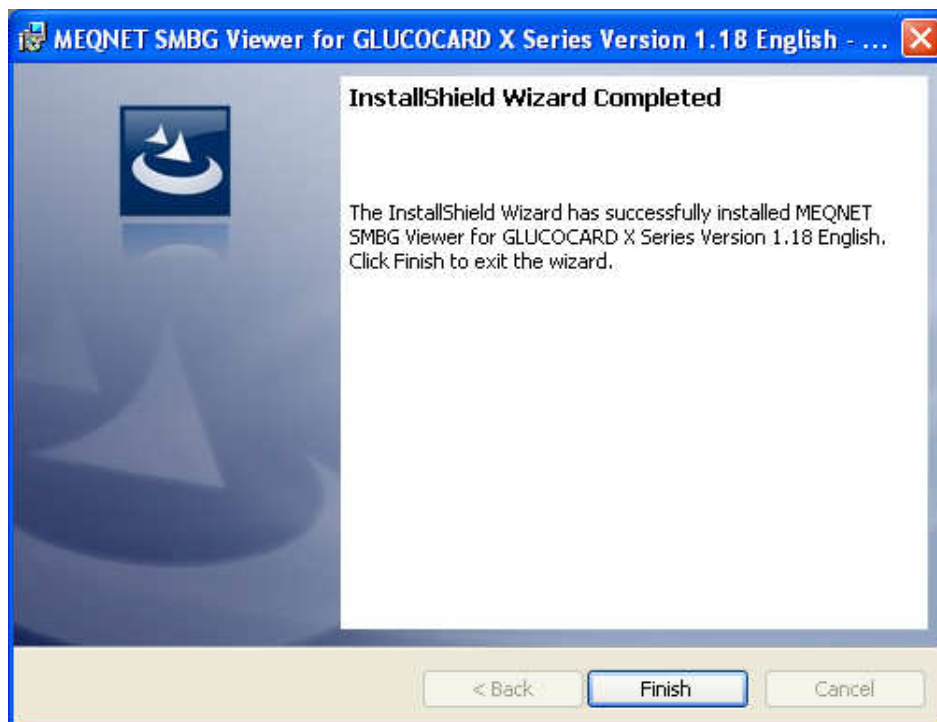 MEQNET SMBG Viewer for GLUCOCARD X Series Version 1.18 English - ...
InstallShield Wizard Completed
The InstallShield Wizard has successfully installed MEQNET
SMBG Viewer for GLUCOCARD X Series Version 1.18 English.
Click Finish to exit the wizard.
< Back
Finish
Cancel